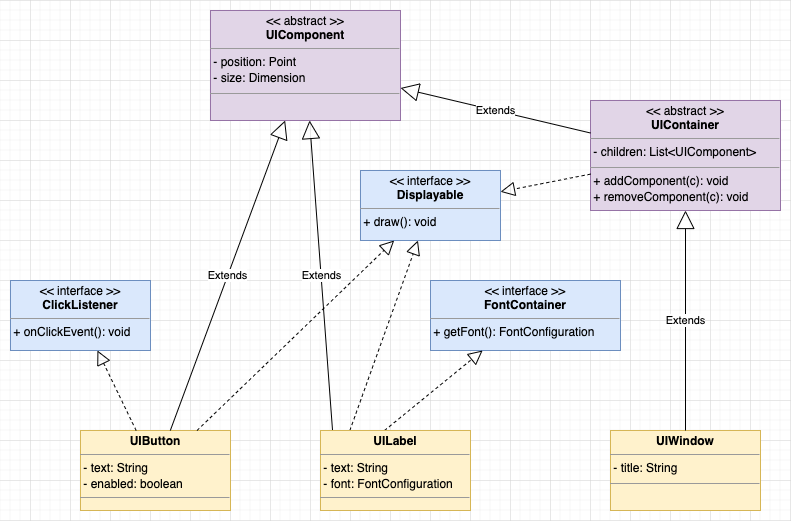 << abstract >>
UIComponent
- position: Point
- size: Dimension
Extends
<< abstract >>
UIContainer
- children: List<UIComponent>
+ addComponent(c): void
+ removeComponent(c): void
<< interface >>
Displayable
+ draw(): void
Extends
Extends
<< interface >>
ClickListener
+ onClickEvent(): void
<< interface >>
FontContainer
+ getFont(): FontConfiguration
Extends
UIButton
- text: String
- enabled: boolean
UILabel
- text: String
- font: FontConfiguration
UIWindow
- title: String